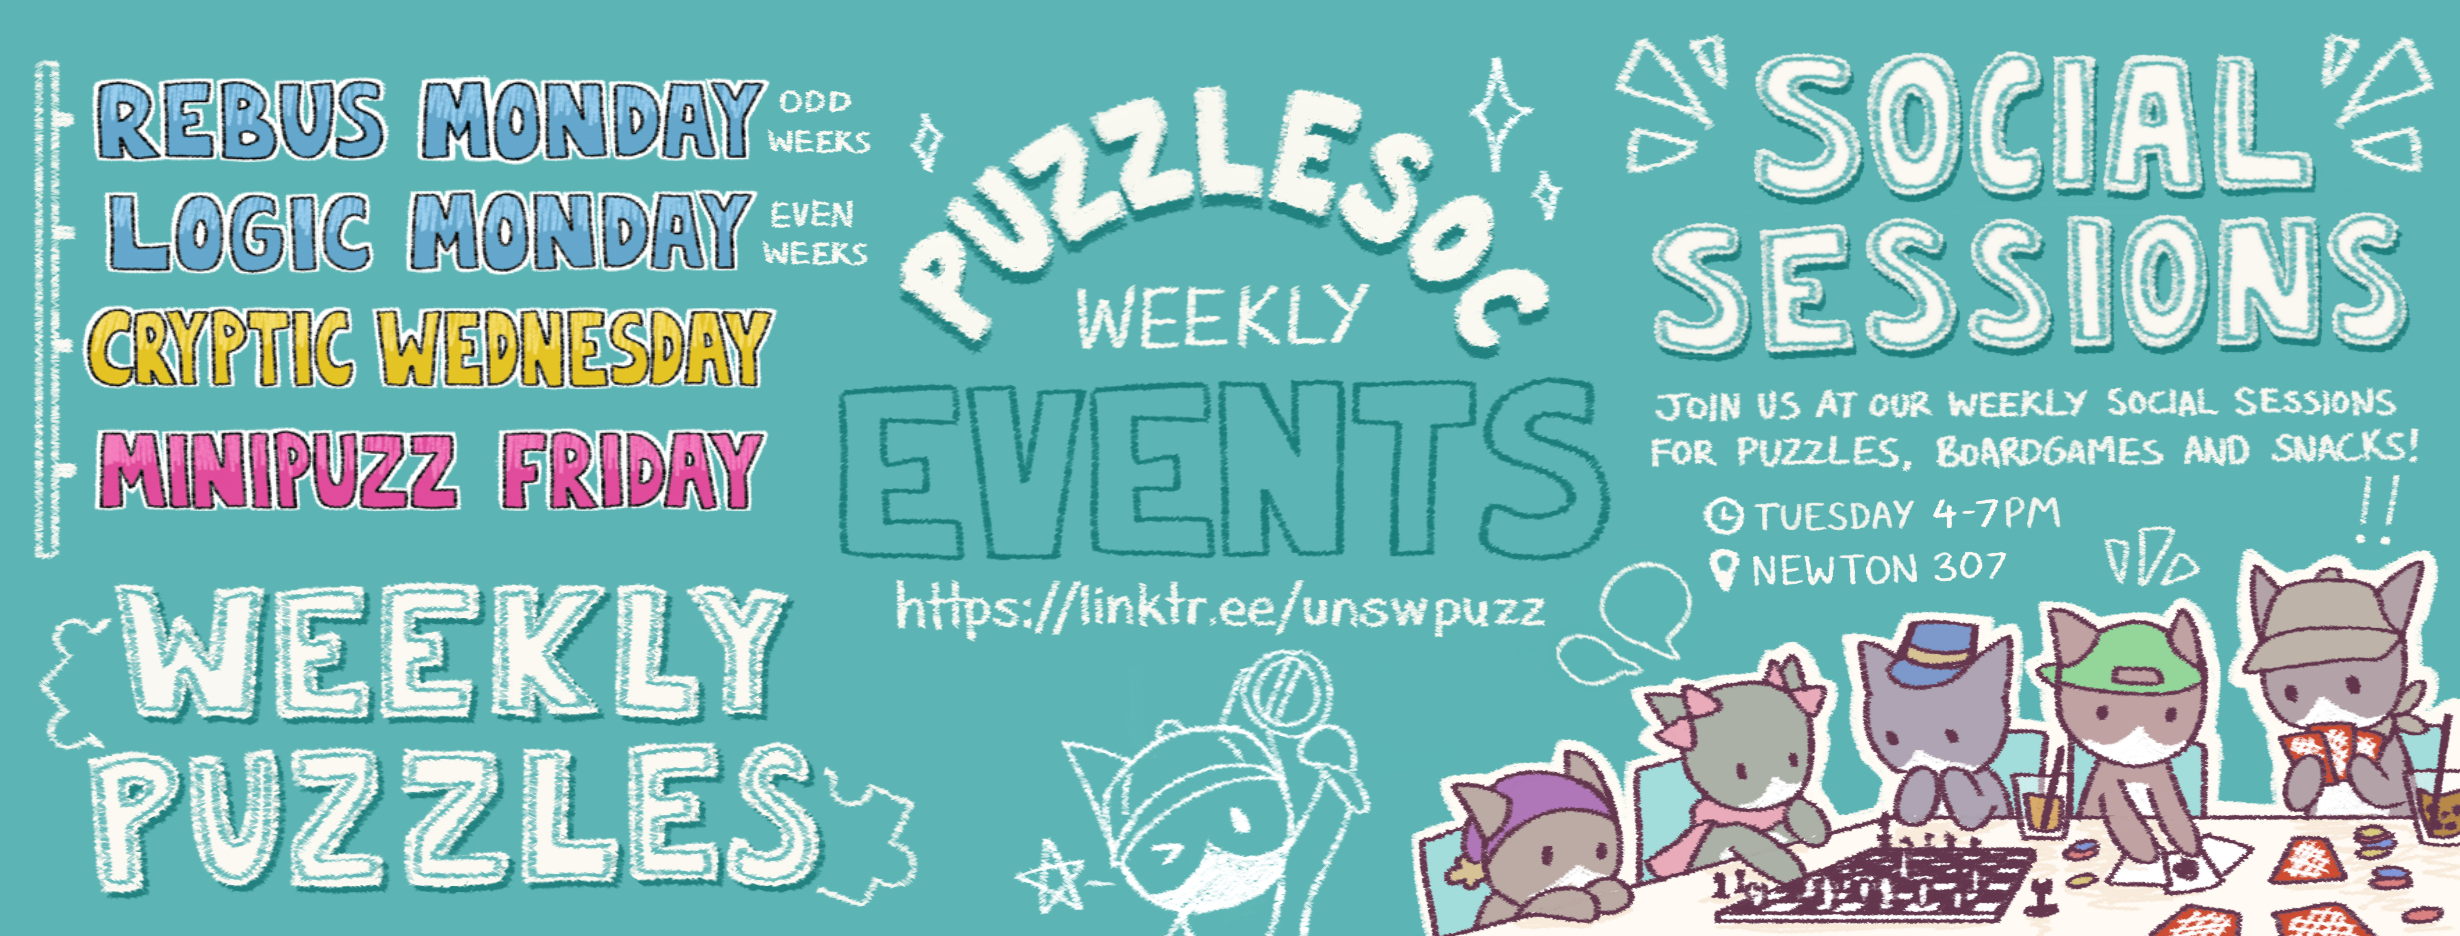 REBUS MONDAY
ODD
WEEKS
LOGIC MONDAY
EVEN
WEEKS
CRYPTIC WEDNESDAY
MINIPUZZ FRIDAY
WEEKLY
PUZZLES
PUZZLESOC
WEEKLY
EVENTS
https://linktr.ee/unswpuzz
SOCIAL
SESSIONS
JOIN US AT OUR WEEKLY SOCIAL SESSIONS
FOR PUZZLES, BOARDGAMES AND SNACKS!
TUESDAY 4-7PM
NEWTON 307
!!